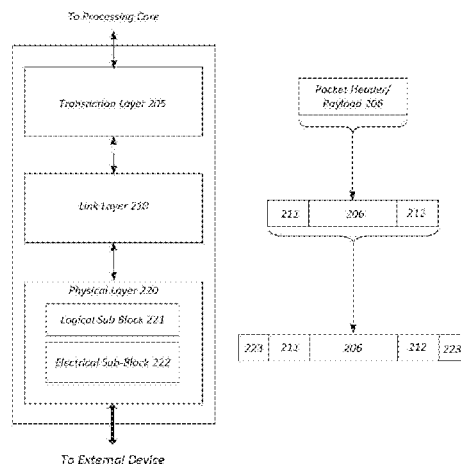 To Processing Core
Transaction Layer 205
Packet Header/
Payload 206
Link Layer 210
211 206 212
Physical Layer 220
Logical Sub Block 221
Electrical Sub-Block 222
223 211 206 212 223
To External Device